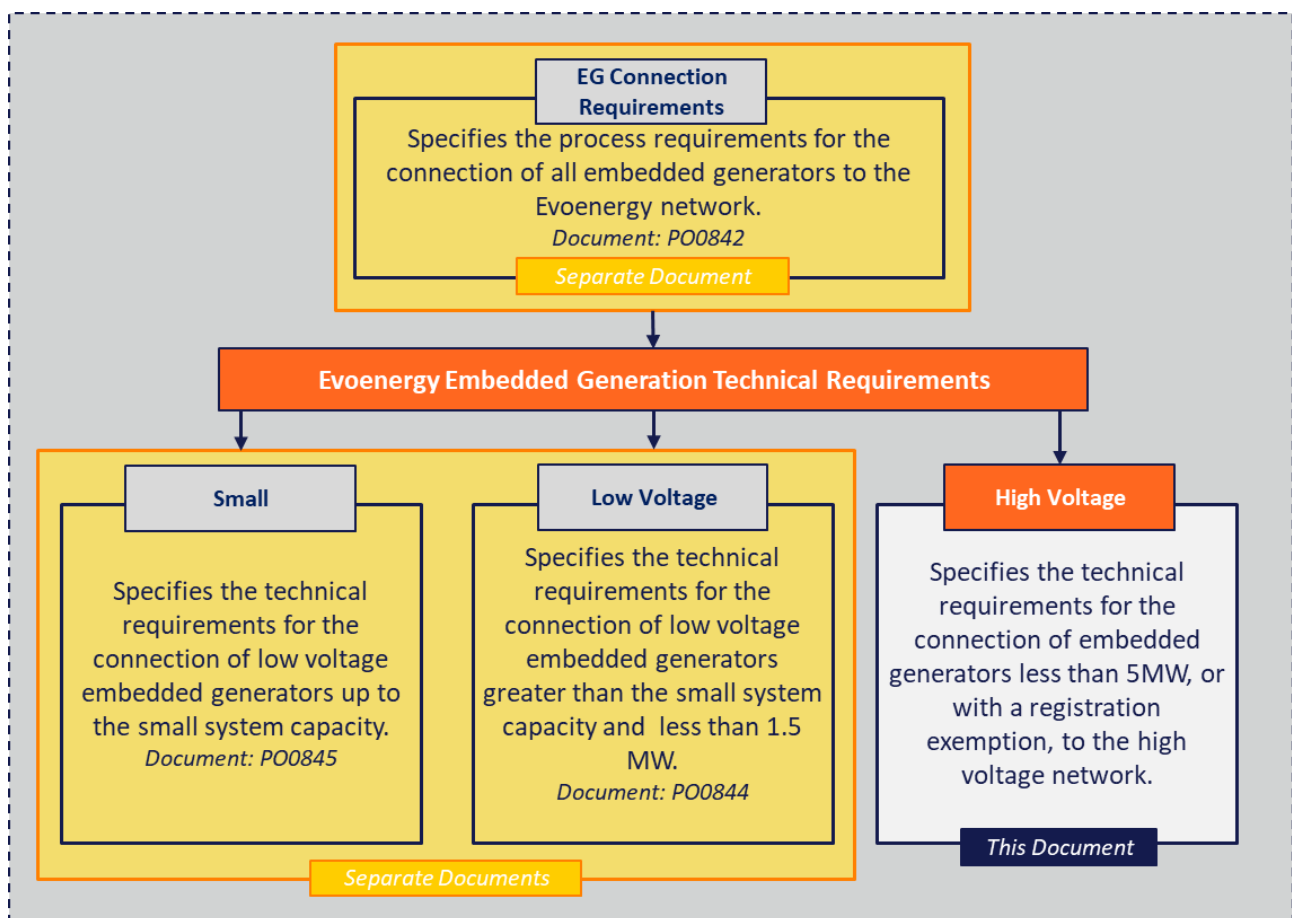 EG Connection
Requirements
Specifies the process requirements for the
connection of all embedded generators to the
Evoenergy network.
Document: PO0842
Separate Document
Evoenergy Embedded Generation Technical Requirements
Small
Specifies the technical
requirements for the
connection of low voltage
embedded generators up to
the small system capacity.
Document: PO0845
Low Voltage
Specifies the technical
requirements for the
connection of low voltage
embedded generators
greater than the small system
capacity and less than 1.5
MW.
Document: PO0844
Separate Documents
High Voltage
Specifies the technical
requirements for the
connection of embedded
generators less than 5MW, or
with a registration
exemption, to the high
voltage network.
This Document